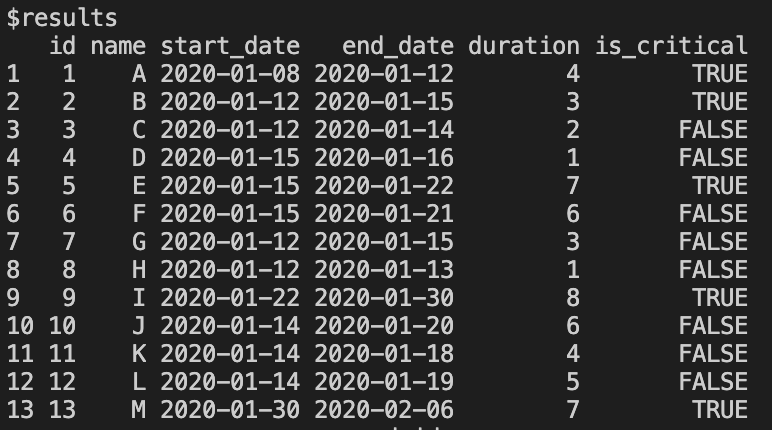 $results
   id name start_date   end_date duration is_critical
1   1    A 2020-01-08 2020-01-12        4        TRUE
2   2    B 2020-01-12 2020-01-15        3        TRUE
3   3    C 2020-01-12 2020-01-14        2       FALSE
4   4    D 2020-01-15 2020-01-16        1       FALSE
5   5    E 2020-01-15 2020-01-22        7        TRUE
6   6    F 2020-01-15 2020-01-21        6       FALSE
7   7    G 2020-01-12 2020-01-15        3       FALSE
8   8    H 2020-01-12 2020-01-13        1       FALSE
9   9    I 2020-01-22 2020-01-30        8        TRUE
10 10    J 2020-01-14 2020-01-20        6       FALSE
11 11    K 2020-01-14 2020-01-18        4       FALSE
12 12    L 2020-01-14 2020-01-19        5       FALSE
13 13    M 2020-01-30 2020-02-06        7        TRUE